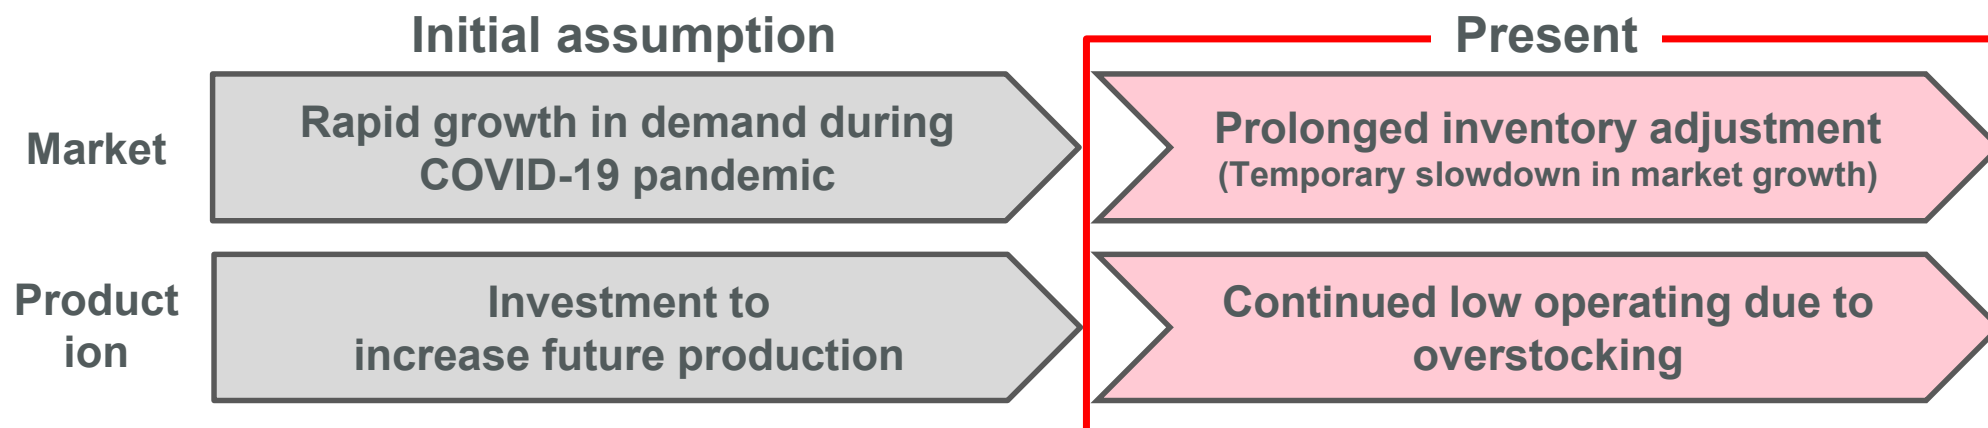 Initial assumption
Present
Market
Rapid growth in demand during
COVID-19 pandemic
Prolonged inventory adjustment
(Temporary slowdown in market growth)
Product
ion
Investment to
increase future production
Continued low operating due to
overstocking